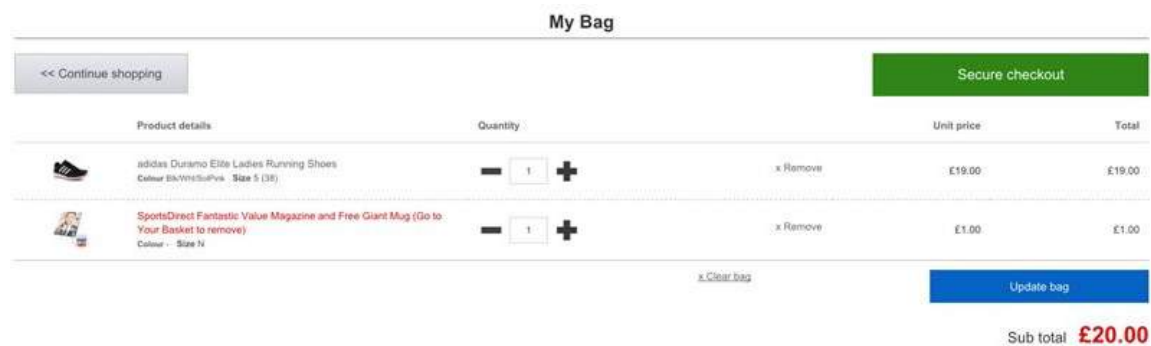 My Bag
<< Continue shopping
Secure checkout
Product details Quantity Unit price Total
adidas Duramo Elite Ladies Running Shoes
Colour Blk/Wht/SolPnk Size 5 (38)
1
x Remove
£19.00
£19.00
SportsDirect Fantastic Value Magazine and Free Giant Mug (Go to
Your Basket to remove)
Colour - Size N
1
x Remove
£1.00
£1.00
x Clear bag
Update bag
Sub total £20.00